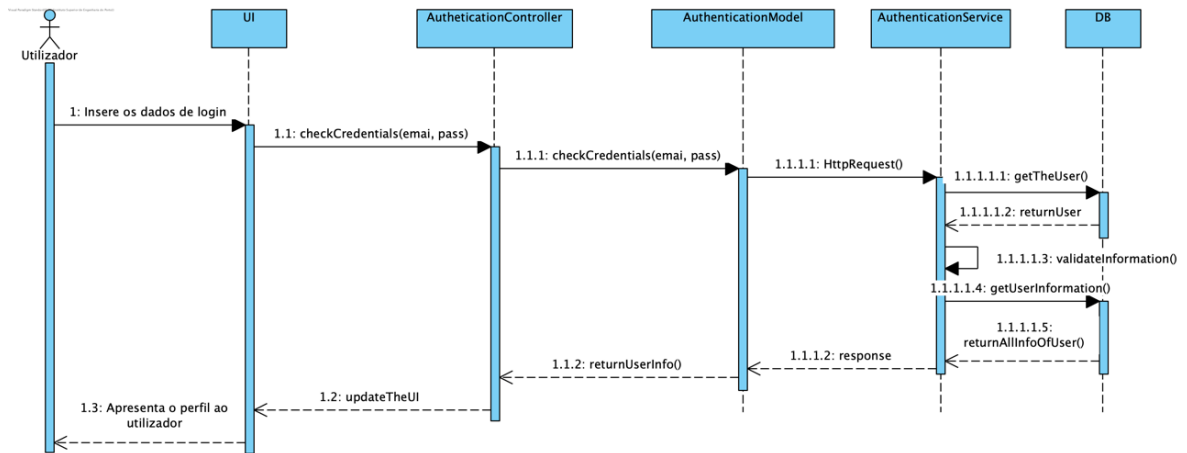 UI
AutheticationController
AuthenticationModel
AuthenticationService
DB
Utilizador
1: Insere os dados de login
1.1: checkCredentials(emai, pass)
1.1.1: checkCredentials(emai, pass)
1.1.1.1: HttpRequest()
1.1.1.1.1: getTheUser()
1.1.1.1.2: returnUser
1.1.1.1.3: validateInformation()
1.1.1.1.4: getUserInformation()
1.1.1.1.5:
returnAllInfoOfUser()
1.1.1.2: response
1.1.2: returnUserInfo()
1.2: updateTheUI
1.3: Apresenta o perfil ao
utilizador